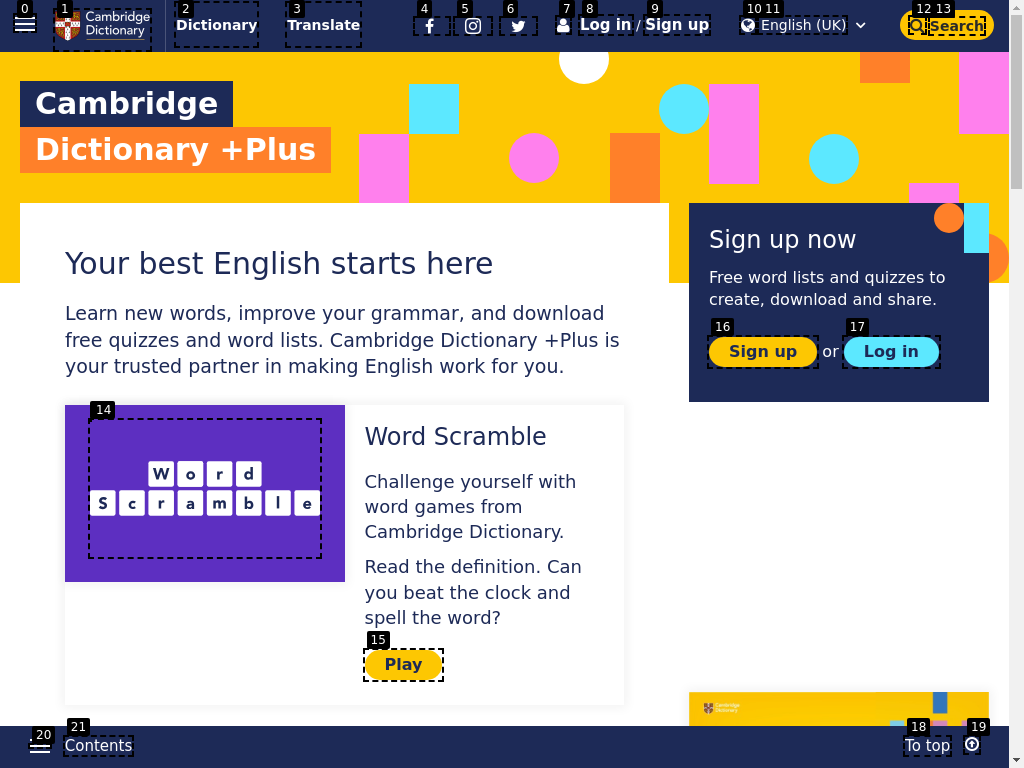 0 1 2 3 4 5 6 7 8 9 10 11 12 13
Cambridge
Dictionary
Dictionary
Translate
Log in / Sign up
English (UK)
Search
Cambridge
Dictionary +Plus
Your best English starts here
Learn new words, improve your grammar, and download
free quizzes and word lists. Cambridge Dictionary +Plus is
your trusted partner in making English work for you.
14
Word
Scramble
Word Scramble
Challenge yourself with
word games from
Cambridge Dictionary.
Read the definition. Can
you beat the clock and
spell the word?
15
Play
Sign up now
Free word lists and quizzes to
create, download and share.
16 17
Sign up or Log in
Cambridge
Dictionary
20 21 18 19
Contents
To top